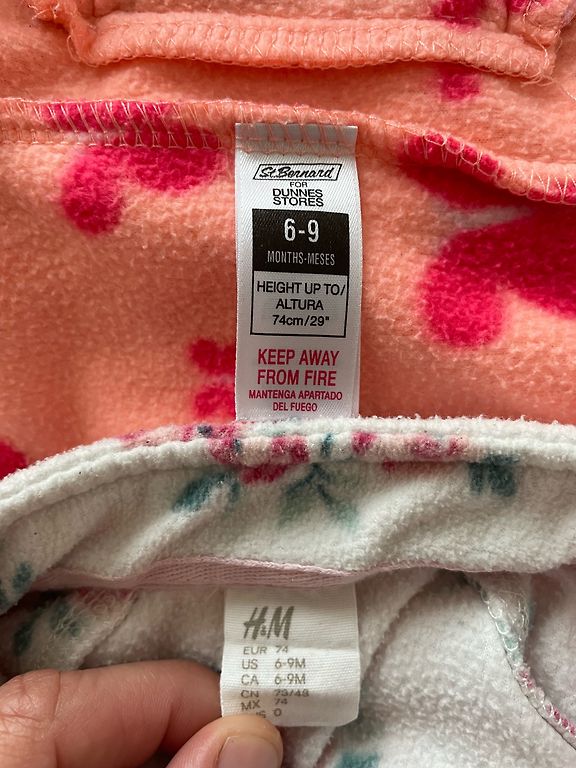 St. Bernard
FOR
DUNNES
STORES
6-9
MONTHS-MESES
HEIGHT UP TO/
ALTURA
74cm/29"
KEEP AWAY
FROM FIRE
MANTENGA APARTADO
DEL FUEGO
H&M
EUR 74
US 6-9M
CA 6-9M
CN 73/48
MX 74
0